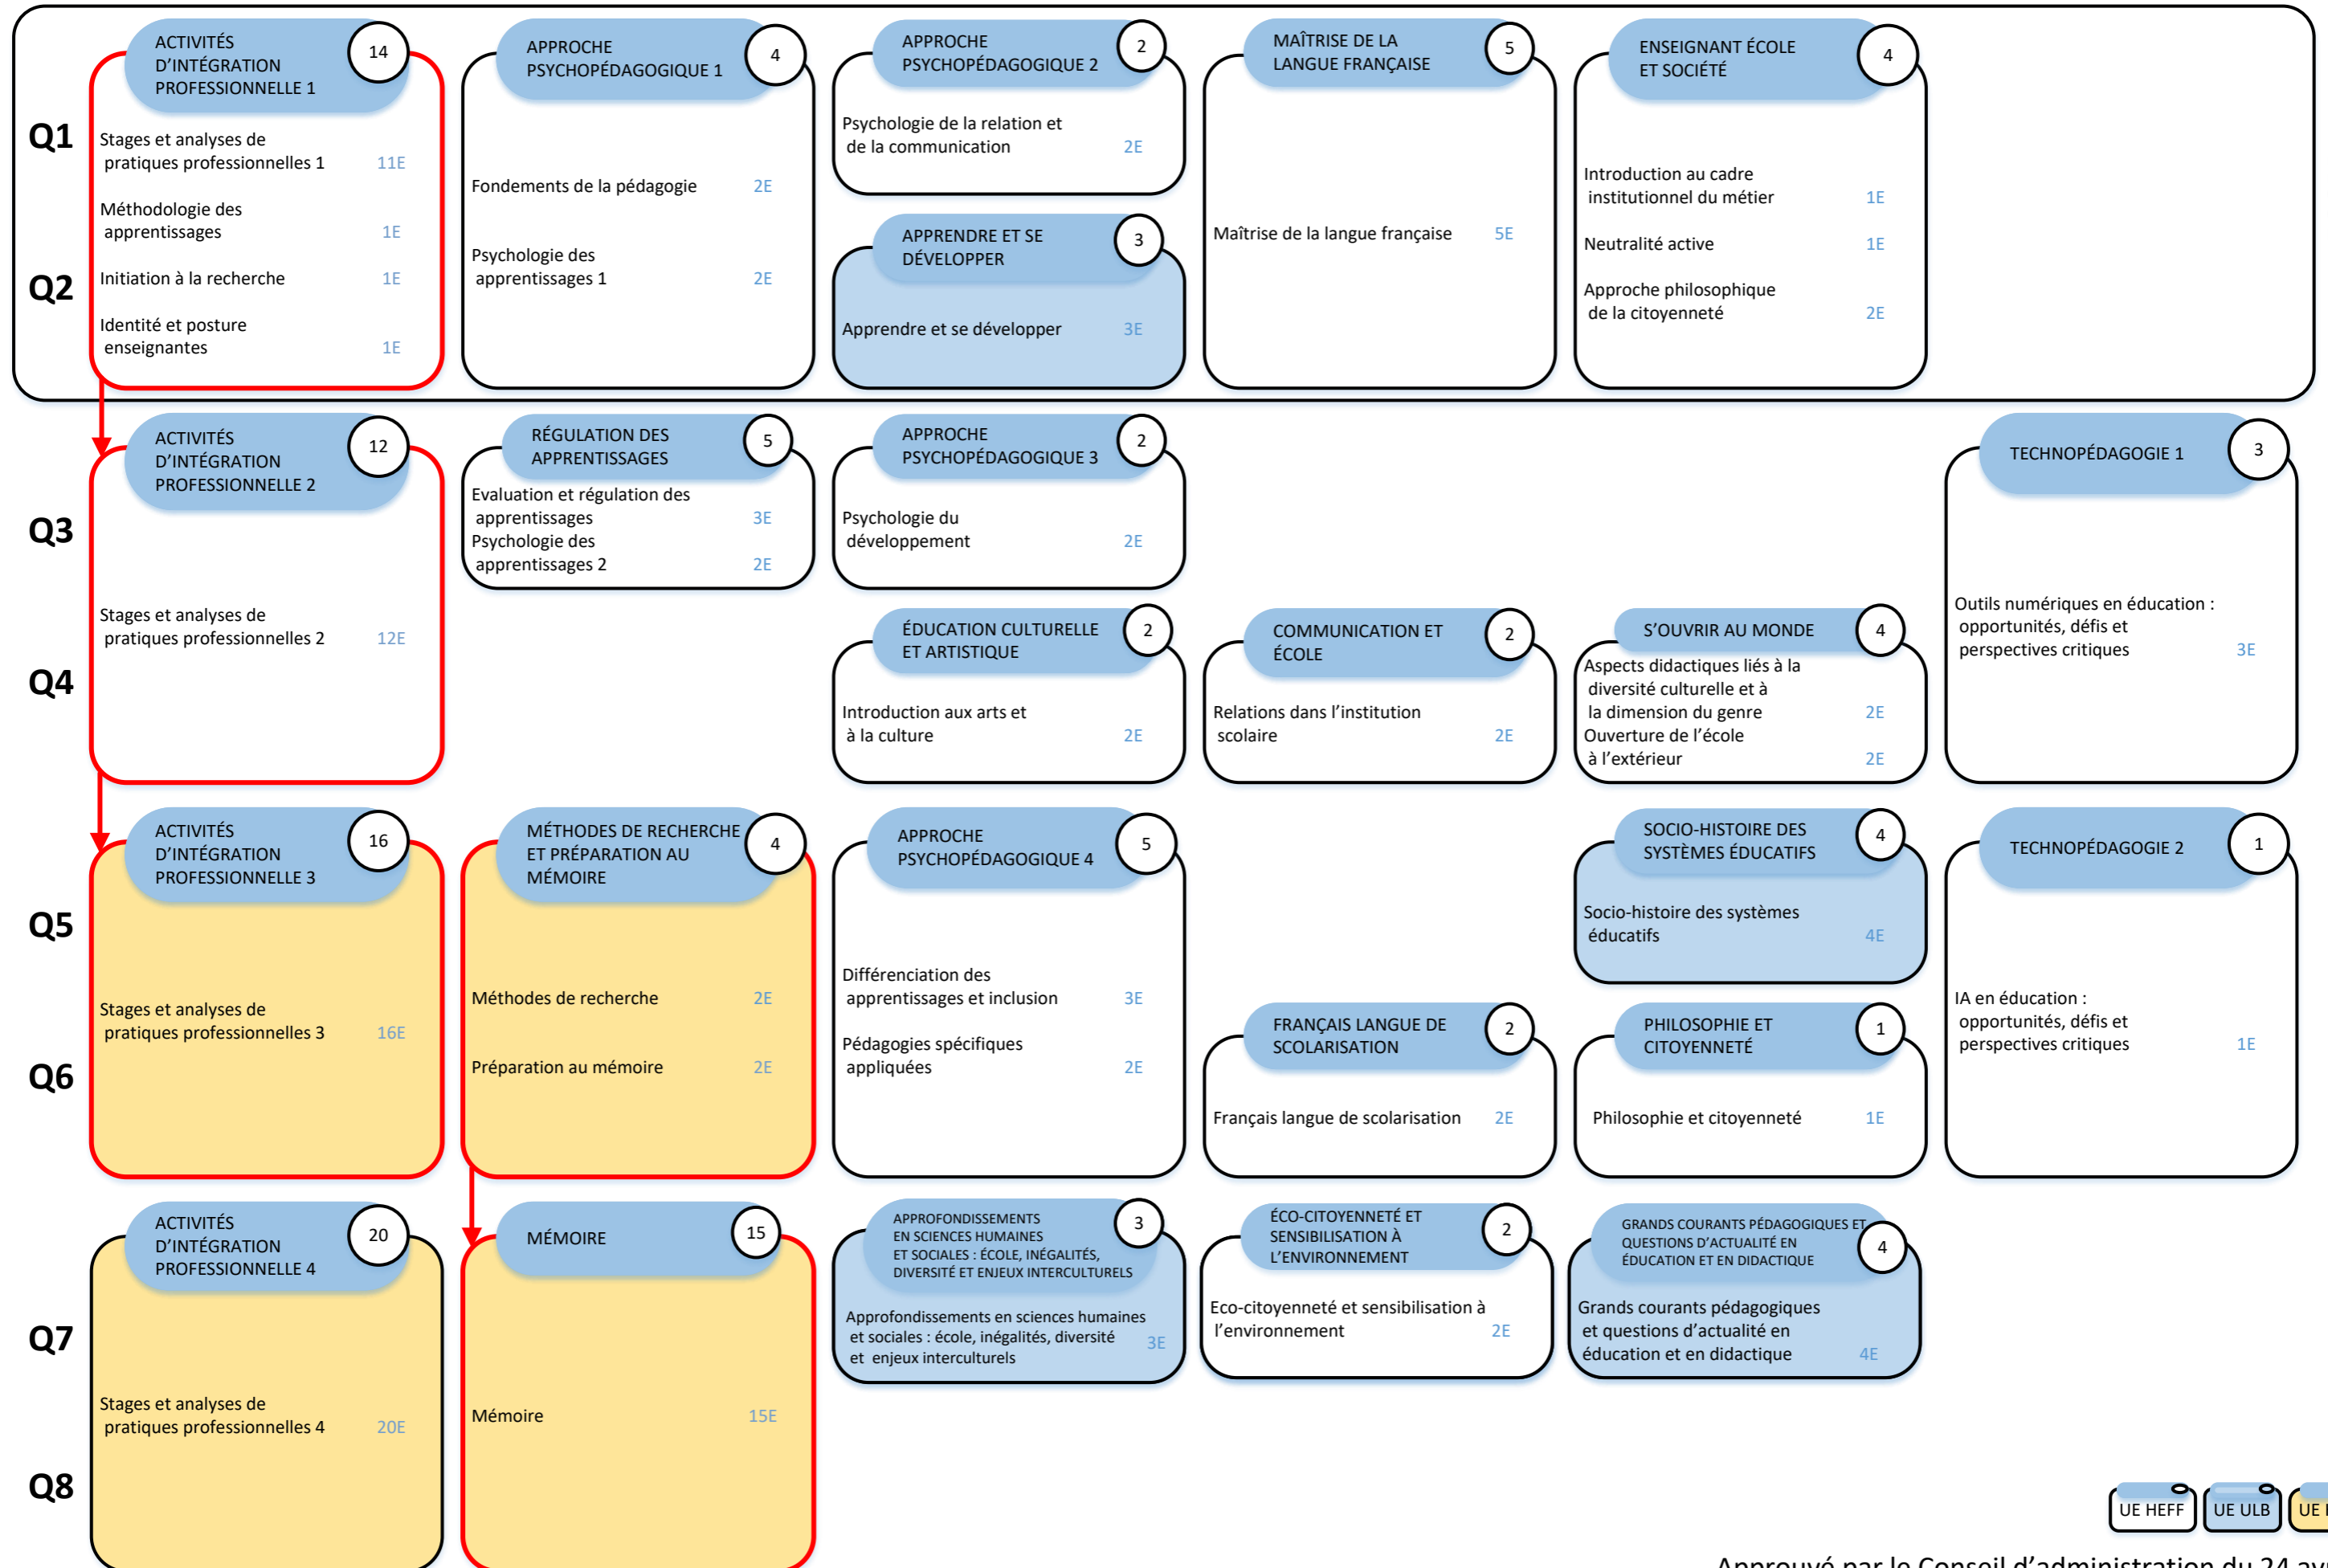 Q1
Q2
ACTIVITÉS
D’INTÉGRATION
PROFESSIONNELLE 1
14
Stages et analyses de
pratiques professionnelles 1 11E
Méthodologie des
apprentissages 1E
Initiation à la recherche 1E
Identité et posture
enseignantes 1E
APPROCHE
PSYCHOPÉDAGOGIQUE 1
4
Fondements de la pédagogie 2E
Psychologie des
apprentissages 1 2E
APPROCHE
PSYCHOPÉDAGOGIQUE 2
2
Psychologie de la relation et
de la communication 2E
APPRENDRE ET SE
DÉVELOPPER
3
Apprendre et se développer 3E
MAÎTRISE DE LA
LANGUE FRANÇAISE
5
Maîtrise de la langue française 5E
ENSEIGNANT ÉCOLE
ET SOCIÉTÉ
4
Introduction au cadre
institutionnel du métier 1E
Neutralité active 1E
Approche philosophique
de la citoyenneté 2E
Q3
Q4
ACTIVITÉS
D’INTÉGRATION
PROFESSIONNELLE 2
12
Stages et analyses de
pratiques professionnelles 2 12E
RÉGULATION DES
APPRENTISSAGES
5
Evaluation et régulation des
apprentissages 3E
Psychologie des
apprentissages 2 2E
APPROCHE
PSYCHOPÉDAGOGIQUE 3
2
Psychologie du
développement 2E
ÉDUCATION CULTURELLE
ET ARTISTIQUE
2
Introduction aux arts et
à la culture 2E
COMMUNICATION ET
ÉCOLE
2
Relations dans l’institution
scolaire 2E
S’OUVRIR AU MONDE
4
Aspects didactiques liés à la
diversité culturelle et à
la dimension du genre 2E
Ouverture de l’école
à l’extérieur 2E
TECHNOPÉDAGOGIE 1
3
Outils numériques en éducation :
opportunités, défis et
perspectives critiques 3E
Q5
Q6
ACTIVITÉS
D’INTÉGRATION
PROFESSIONNELLE 3
16
Stages et analyses de
pratiques professionnelles 3 16E
MÉTHODES DE RECHERCHE
ET PRÉPARATION AU
MÉMOIRE
4
Méthodes de recherche 2E
Préparation au mémoire 2E
APPROCHE
PSYCHOPÉDAGOGIQUE 4
5
Différenciation des
apprentissages et inclusion 3E
Pédagogies spécifiques
appliquées 2E
FRANÇAIS LANGUE DE
SCOLARISATION
2
Français langue de scolarisation 2E
SOCIO-HISTOIRE DES
SYSTÈMES ÉDUCATIFS
4
Socio-histoire des systèmes
éducatifs 4E
PHILOSOPHIE ET
CITOYENNETÉ
1
Philosophie et citoyenneté 1E
TECHNOPÉDAGOGIE 2
1
IA en éducation :
opportunités, défis et
perspectives critiques 1E
Q7
Q8
ACTIVITÉS
D’INTÉGRATION
PROFESSIONNELLE 4
20
Stages et analyses de
pratiques professionnelles 4 20E
MÉMOIRE
15
Mémoire 15E
APPROFONDISSEMENTS
EN SCIENCES HUMAINES
ET SOCIALES : ÉCOLE, INÉGALITÉS,
DIVERSITÉ ET ENJEUX INTERCULTURELS
3
Approfondissements en sciences humaines
et sociales : école, inégalités, diversité
et enjeux interculturels 3E
ÉCO-CITOYENNETÉ ET
SENSIBILISATION À
L’ENVIRONNEMENT
2
Eco-citoyenneté et sensibilisation à
l’environnement 2E
GRANDS COURANTS PÉDAGOGIQUES ET
QUESTIONS D’ACTUALITÉ EN
ÉDUCATION ET EN DIDACTIQUE
4
Grands courants pédagogiques
et questions d’actualité en
éducation et en didactique 4E
UE HEFF
UE ULB
UE
Approuvé par le Conseil d’administration du 24